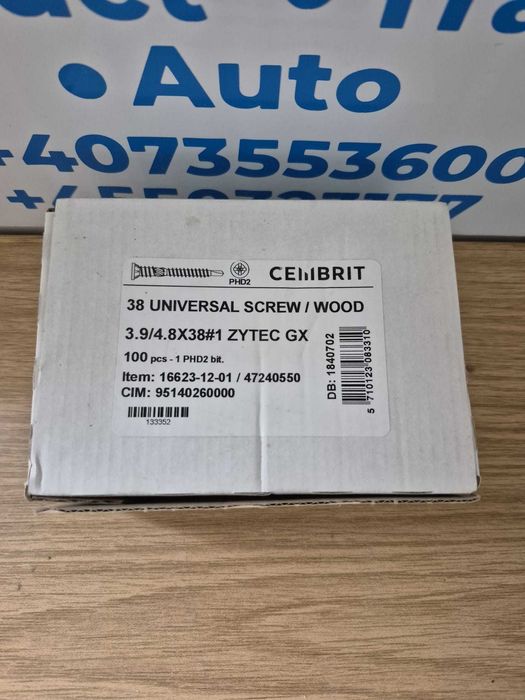 • Auto
+4073553600
PHD2
CEMBRIT
38 UNIVERSAL SCREW / WOOD
3.9/4.8X38#1 ZYTEC GX
100 pcs - 1 PHD2 bit.
Item: 16623-12-01 / 47240550
CIM: 95140260000
133352
DB: 1840702
5 710123 083310